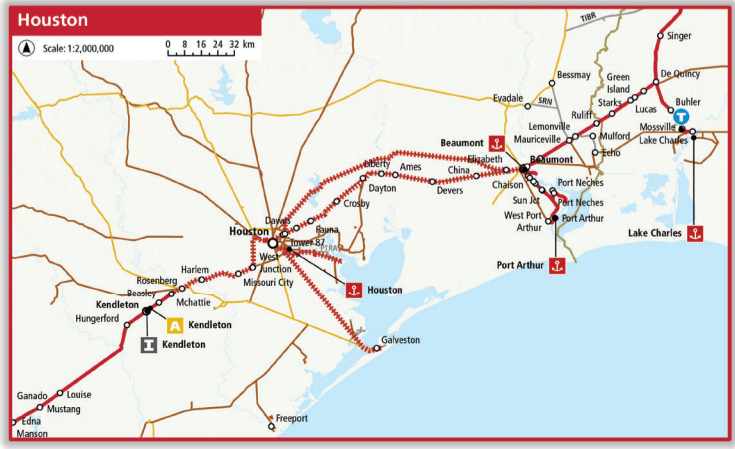 Houston
Scale: 1:2,000,000
0 8 16 24 32 km
TIBR
Singer
Bessmay
Green
Island
De Quincy
Evadale
SRN
Starks
Lucas
Buhler
Ruliff
T
Lemonville
Mauriceville
Mulford
Mossville
Lake Charles
Echo
Beaumont
Elizabeth
Beaumont
Liberty
Ames
China
Dayton
Devers
Chaison
Port Neches
Sun Jct
Port Neches
West Port
Arthur
Port Arthur
Crosby
Dawes
Fauna
Houston
Tower 87
PTRA
Lake Charles
Port Arthur
West
Junction
Harlem
Missouri City
Rosenberg
Houston
Beasley
Mchattie
Kendleton
Hungerford
A
Kendleton
I
Kendleton
Galveston
Ganado
Louise
Mustang
Freeport
Edna
Manson